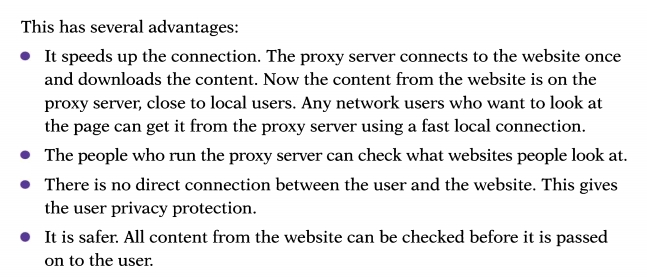 This has several advantages:
● It speeds up the connection. The proxy server connects to the website once
and downloads the content. Now the content from the website is on the
proxy server, close to local users. Any network users who want to look at
the page can get it from the proxy server using a fast local connection.
● The people who run the proxy server can check what websites people look at.
● There is no direct connection between the user and the website. This gives
the user privacy protection.
● It is safer. All content from the website can be checked before it is passed
on to the user.